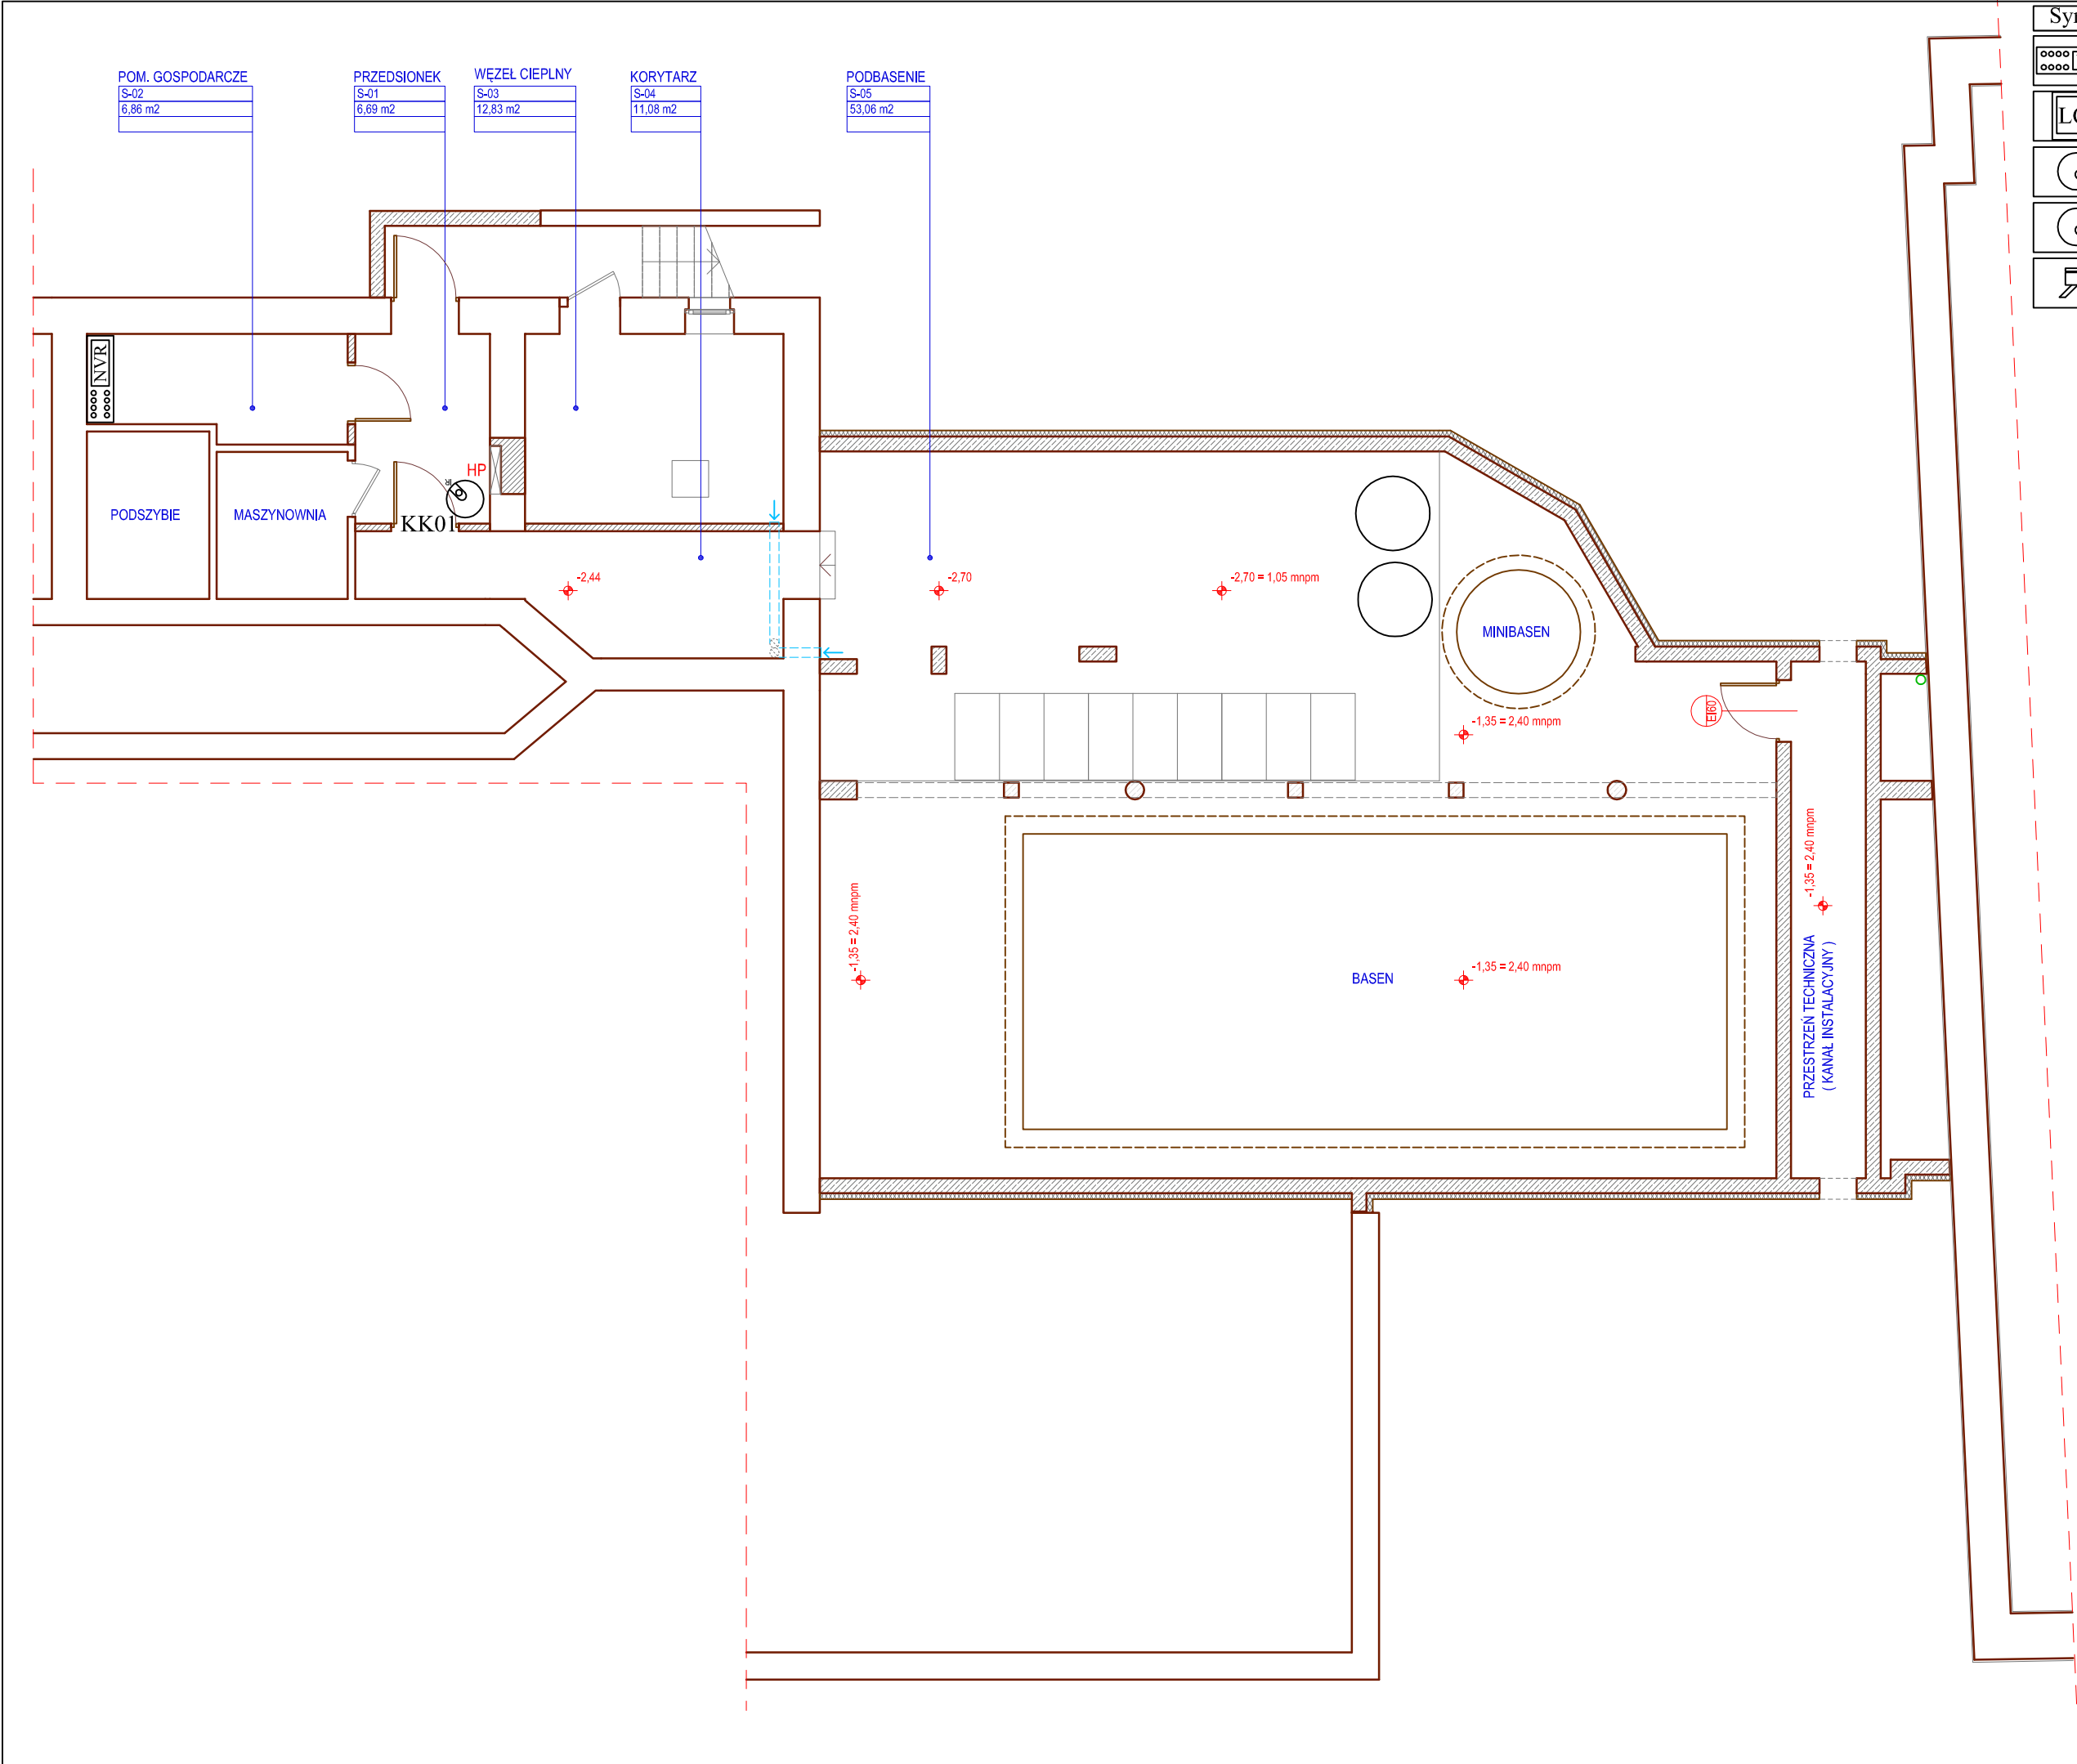 POM. GOSPODARCZE
S-02
6,86 m2
PRZEDSIONEK
S-01
6,69 m2
WĘZEŁ CIEPLNY
S-03
12,83 m2
KORYTARZ
S-04
11,08 m2
PODBASENIE
S-05
53,06 m2
NVR
HP
KK01
PODSZYBIE
MASZYNOWNIA
-2,44
-2,70
-2,70 = 1,05 mnpm
MINIBASEN
-1,35 = 2,40 mnpm
EI60
-1,35 = 2,40 mnpm
-1,35 = 2,40 mnpm
BASEN
-1,35 = 2,40 mnpm
PRZESTRZEŃ TECHNICZNA
( KANAŁ INSTALACYJNY )